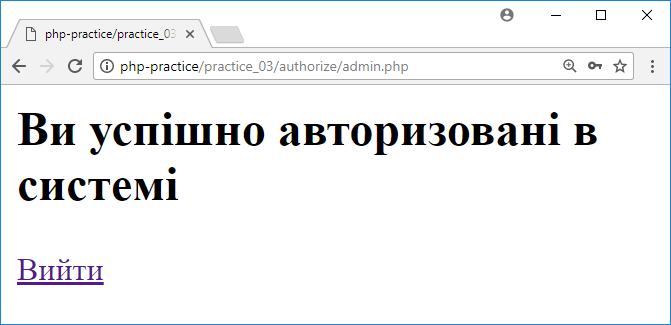 php-practice/practice_03
php-practice/practice_03/authorize/admin.php
Ви успішно авторизовані в
системі
Вийти